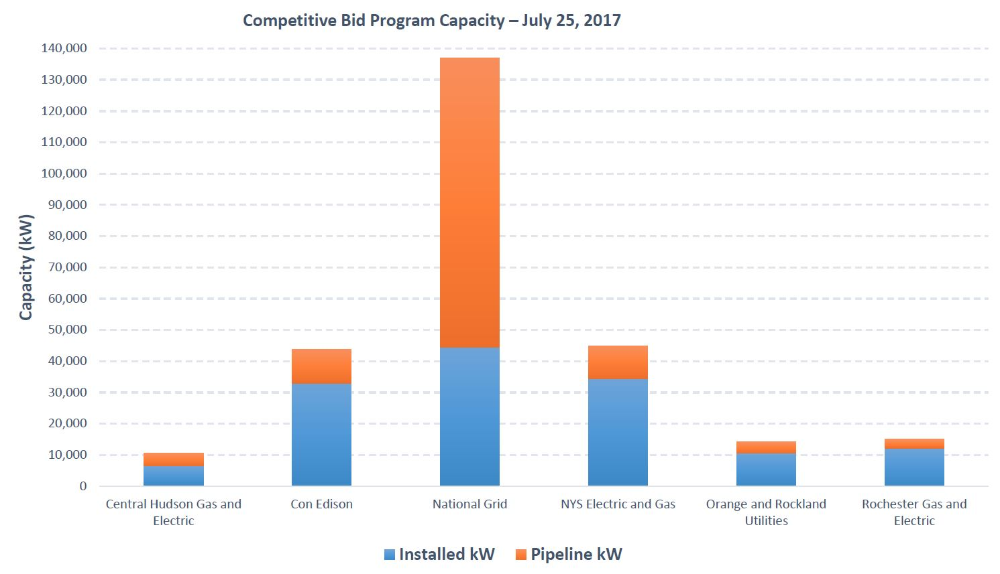 Competitive Bid Program Capacity – July 25, 2017
Capacity (kW)
140,000
130,000
120,000
110,000
100,000
90,000
80,000
70,000
60,000
50,000
40,000
30,000
20,000
10,000
0
Central Hudson Gas and
Electric
Con Edison
National Grid
NYS Electric and Gas
Orange and Rockland
Utilities
Rochester Gas and
Electric
Installed kW
Pipeline kW